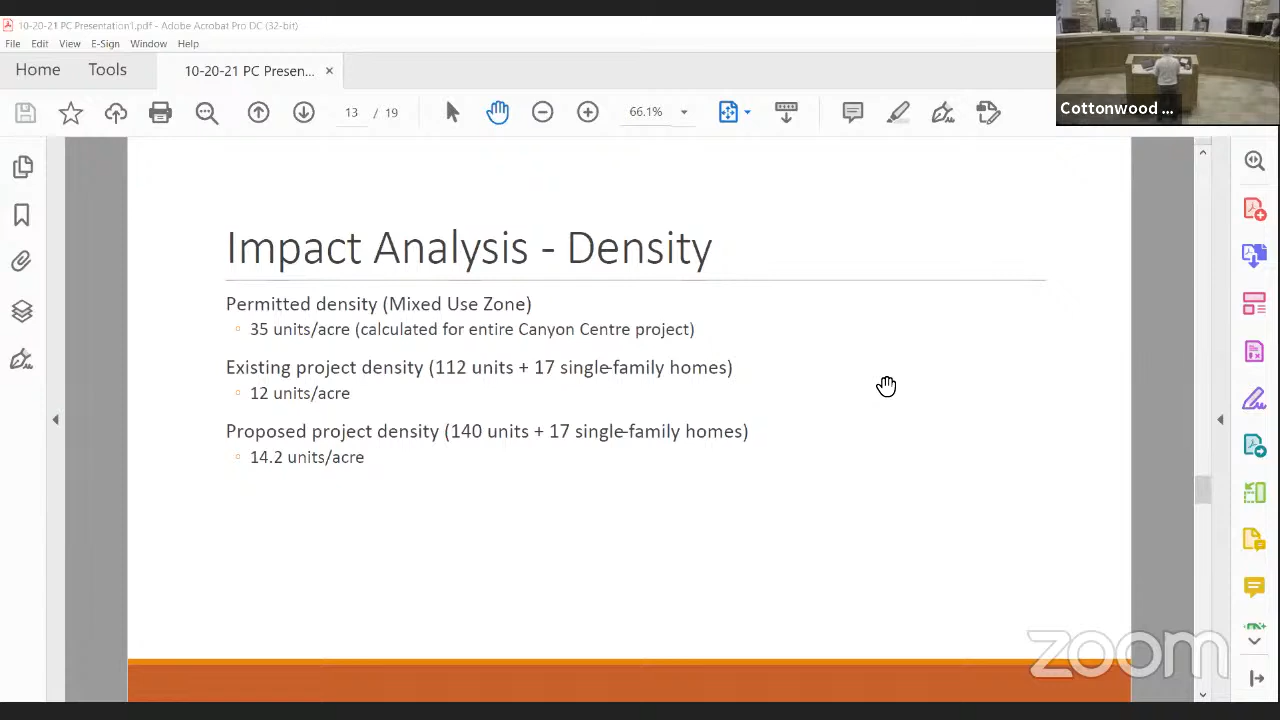 10-20-21 PC Presentation1.pdf - Adobe Acrobat Pro DC (32-bit)
File Edit View E-Sign Window Help
Home Tools 10-20-21 PC Presen... ×
13 / 19 66.1%
Cottonwood ...
Impact Analysis - Density
Permitted density (Mixed Use Zone)
▫ 35 units/acre (calculated for entire Canyon Centre project)
Existing project density (112 units + 17 single-family homes)
▫ 12 units/acre
Proposed project density (140 units + 17 single-family homes)
▫ 14.2 units/acre
zoom